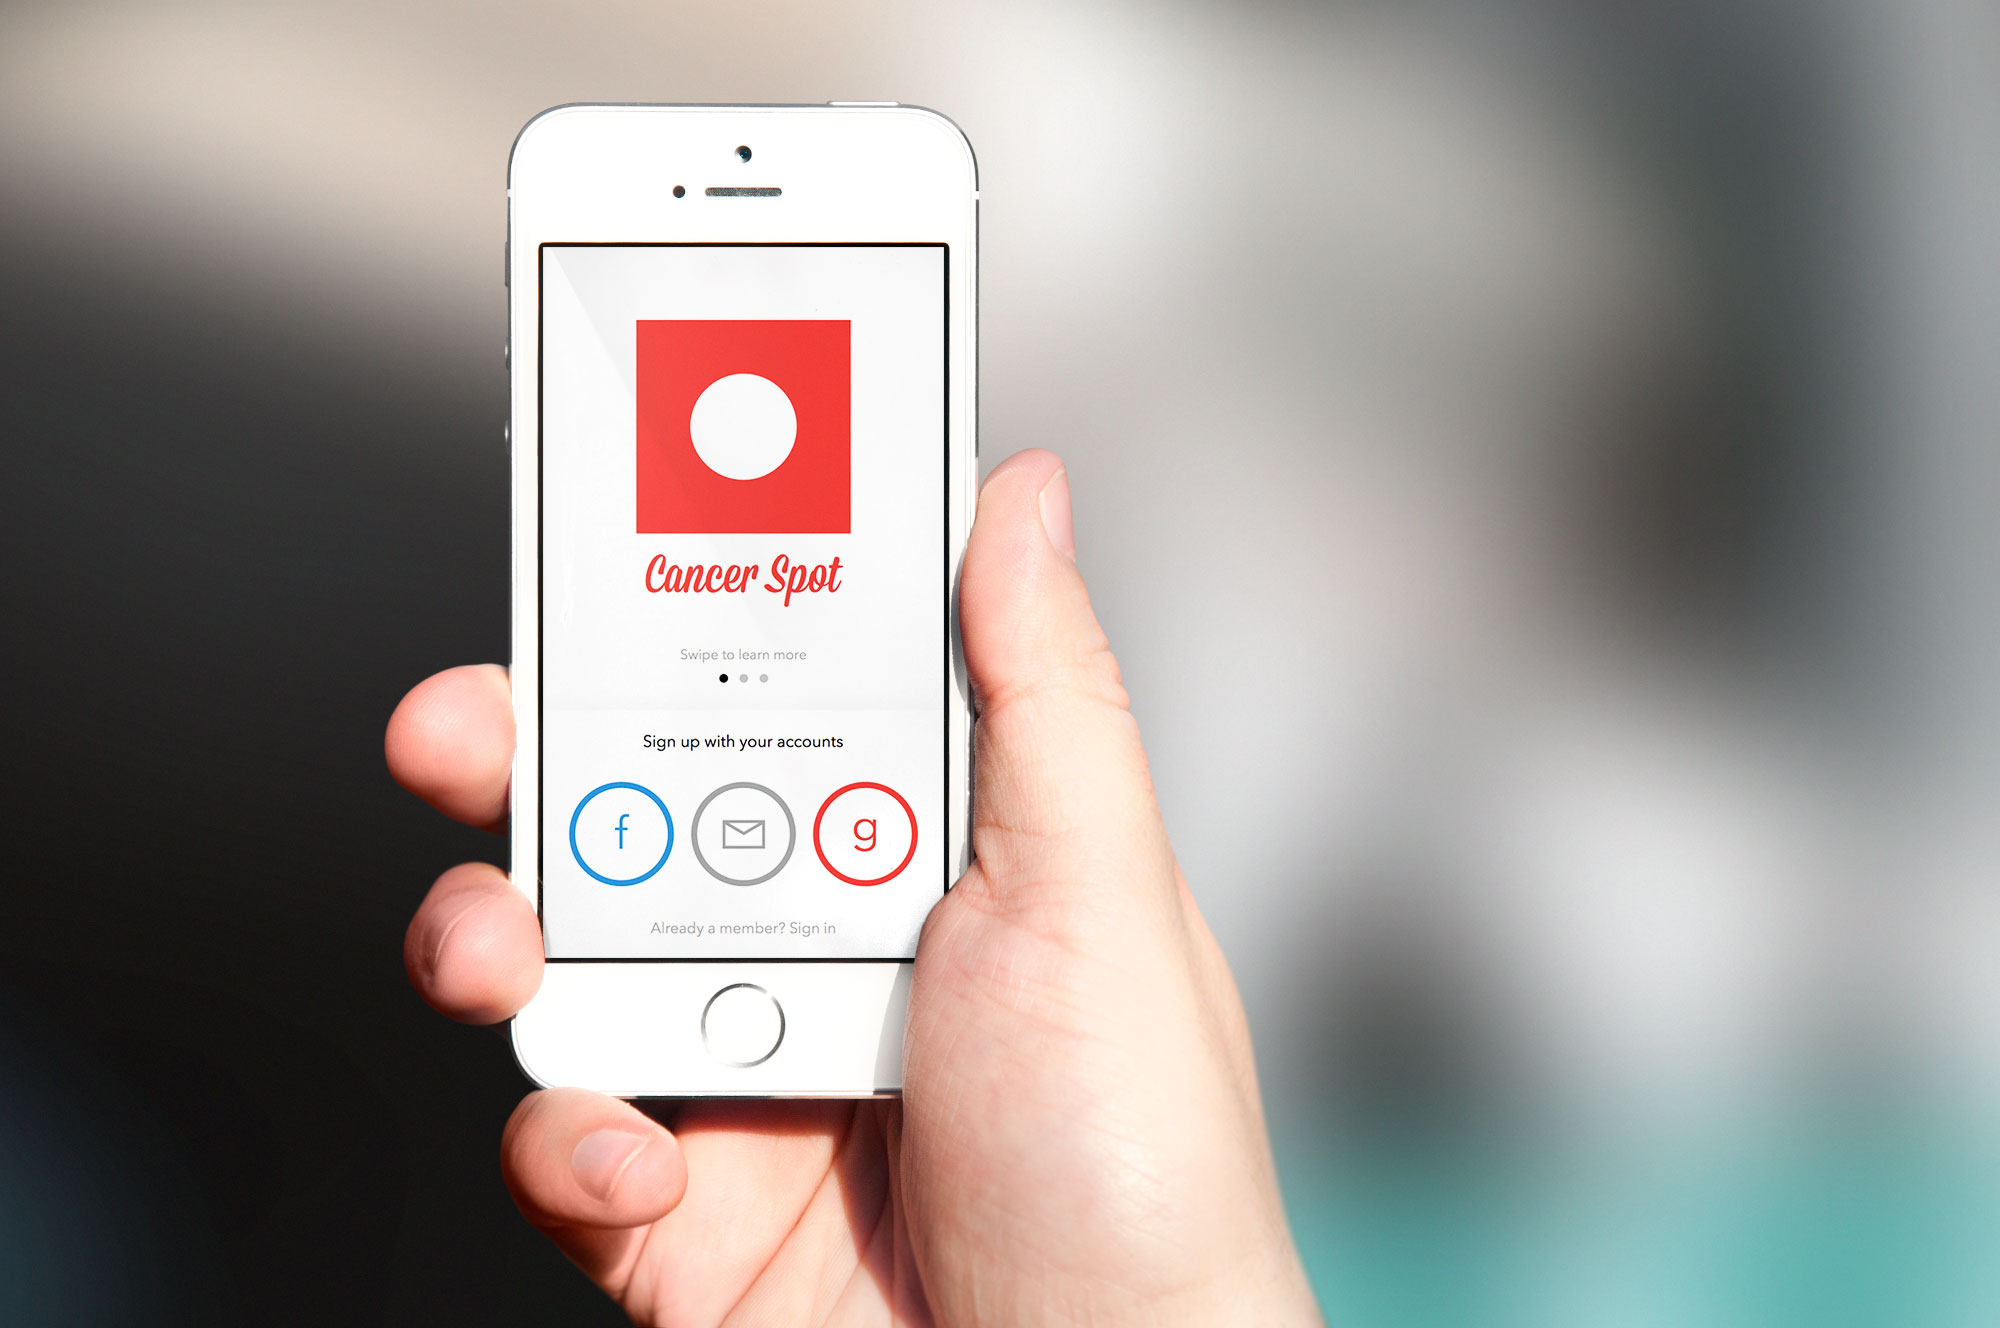 Cancer Spot
Swipe to learn more
Sign up with your accounts
f
g
Already a member? Sign in